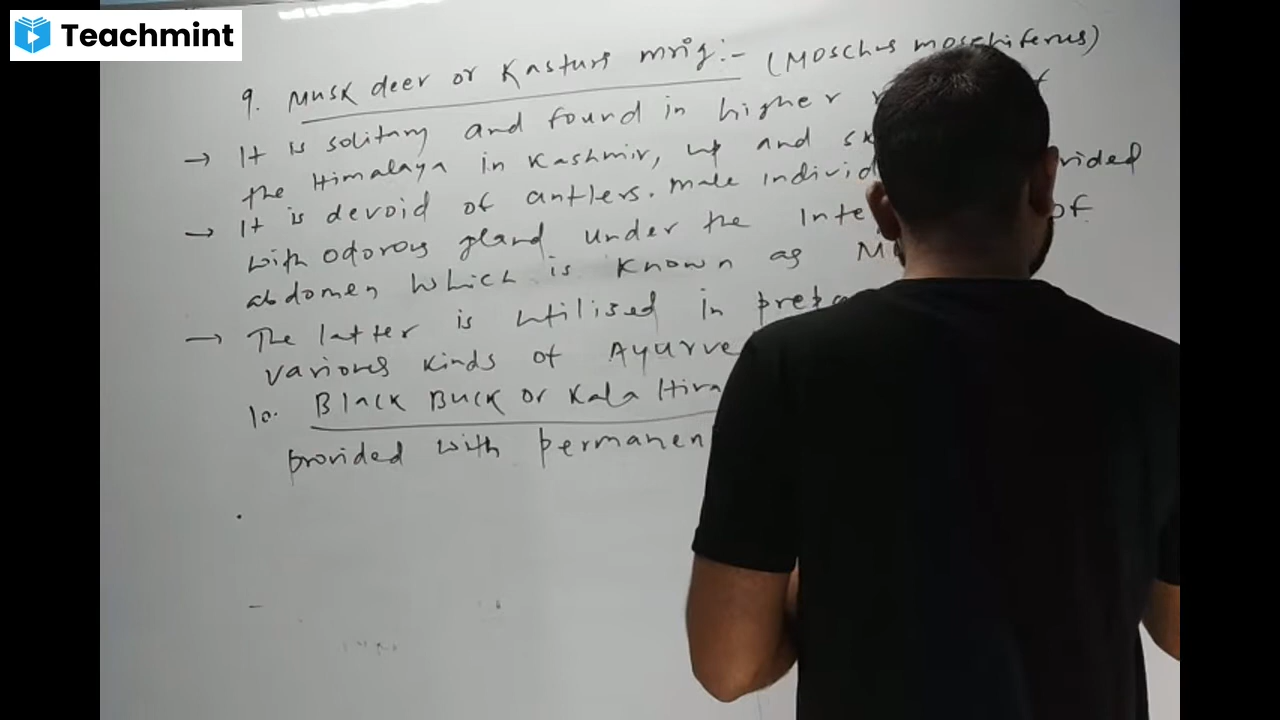 Teachmint
9. Musk deer or Kasturi mrig:- (Moschus moschiferus)
→ It is solitary and found in higher
the Himalaya in Kashmir, up and
→ It is devoid of antlers. Male individ vided
with odorous gland under the Inte of
abdomen which is known as M
→ The latter is utilised in prepa
various kinds of Ayurve
10. Black Buck or Kala Hira
provided with permanen